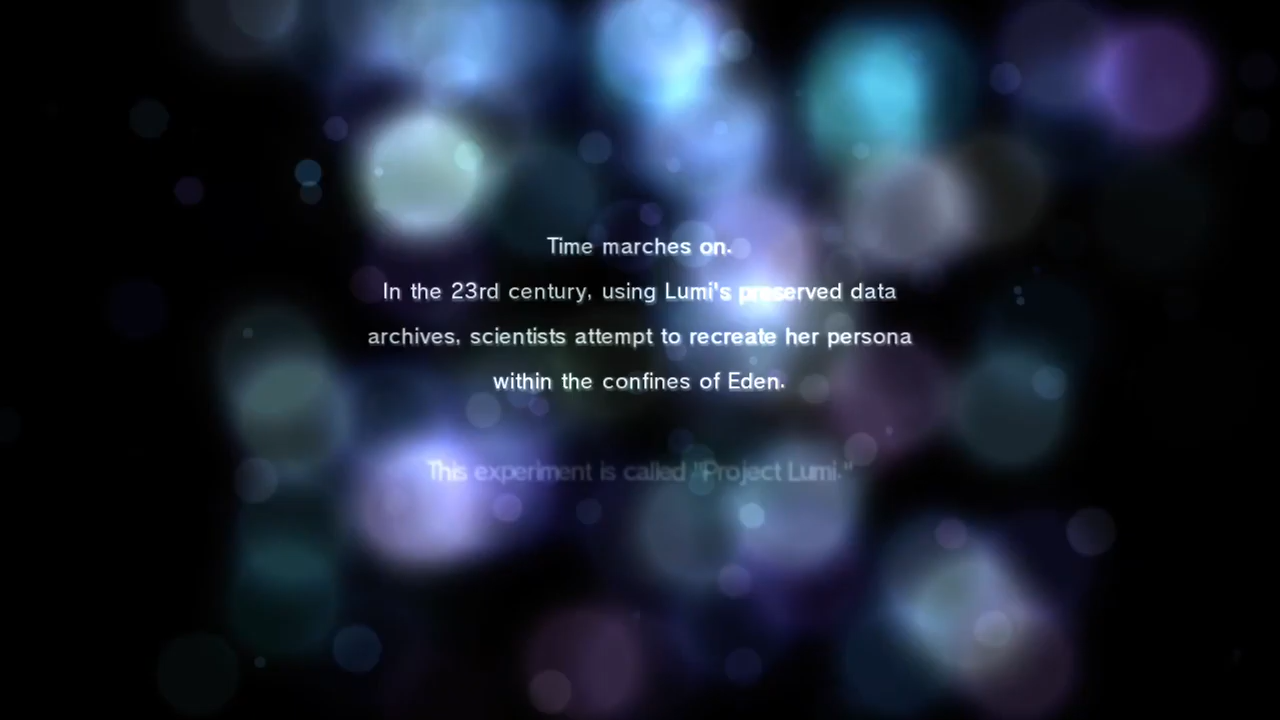 Time marches on.
In the 23rd century, using Lumi's preserved data
archives, scientists attempt to recreate her persona
within the confines of Eden.
This experiment is called "Project Lumi."